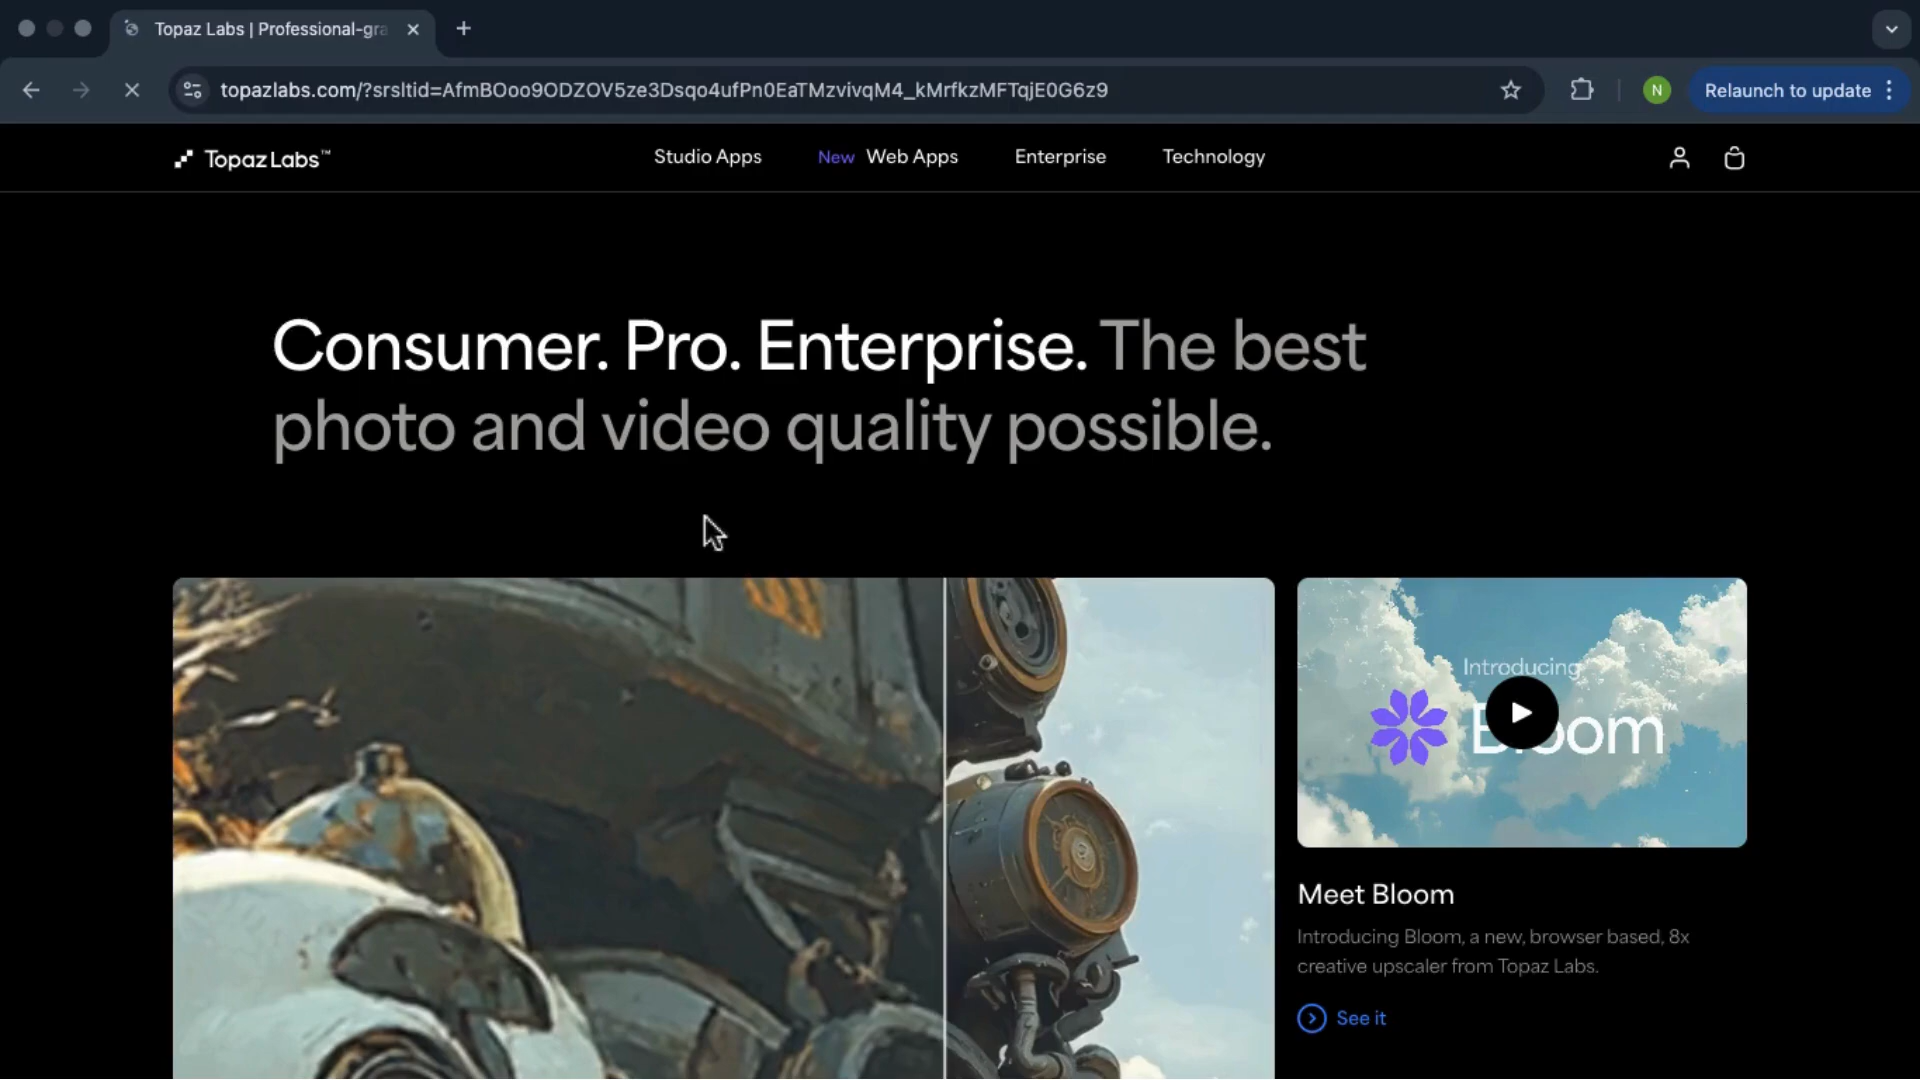 Topaz Labs | Professional-gra
topazlabs.com/?srsltid=AfmBOoo9ODZOV5ze3Dsqo4ufPn0EaTMzvivqM4_kMrfkzMFTqjE0G6z9
N
Relaunch to update
Topaz Labs™
Studio Apps
New Web Apps
Enterprise
Technology
Consumer. Pro. Enterprise. The best
photo and video quality possible.
Introducing
Bloom™
Meet Bloom
Introducing Bloom, a new, browser based, 8x
creative upscaler from Topaz Labs.
See it